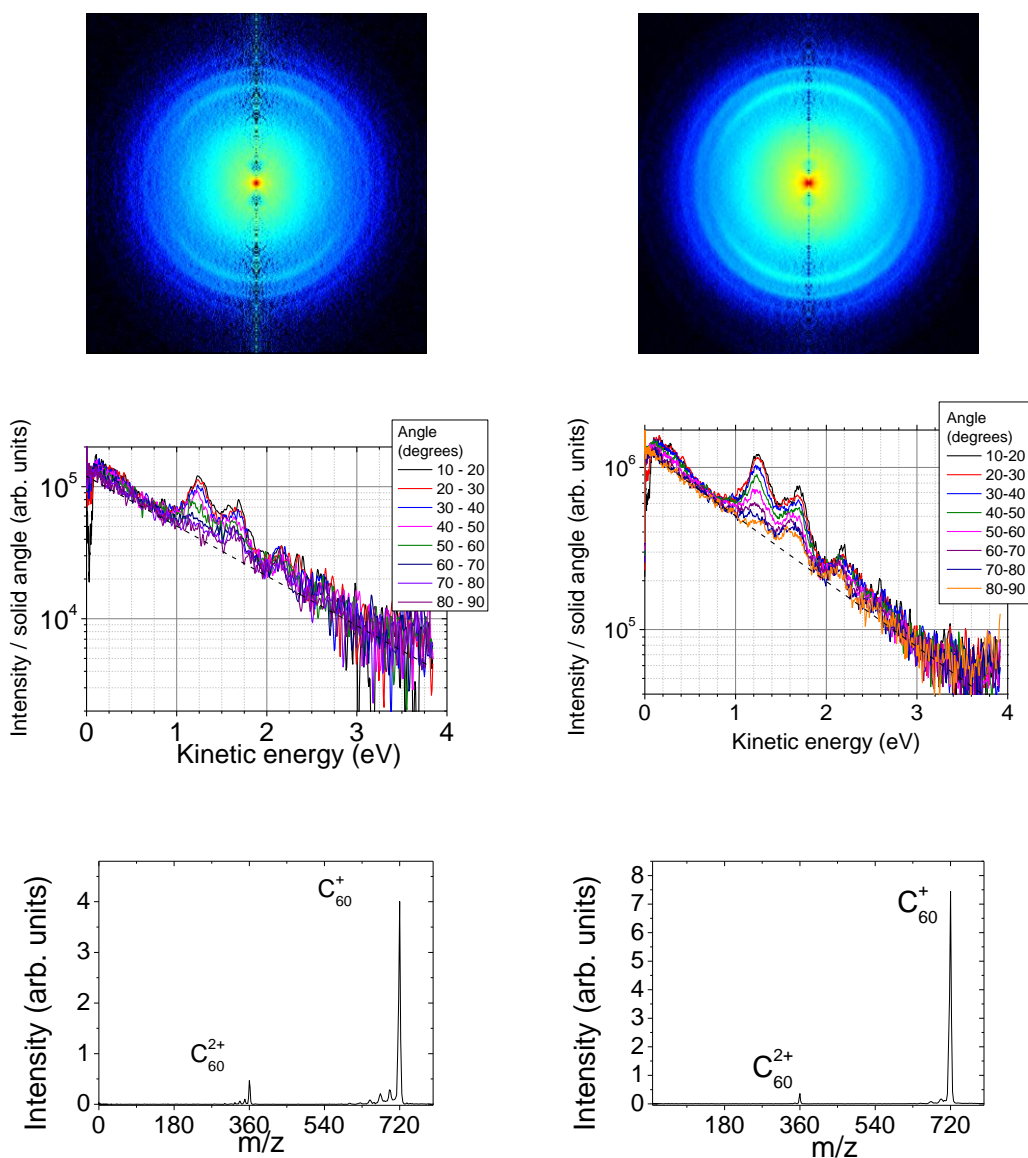 Intensity / solid angle (arb. units)
10^5
10^4
0 1 2 3 4
Kinetic energy (eV)
Angle
(degrees)
10 - 20
20 - 30
30 - 40
40 - 50
50 - 60
60 - 70
70 - 80
80 - 90
Intensity / solid angle (arb. units)
10^6
10^5
0 1 2 3 4
Kinetic energy (eV)
Angle
(degrees)
10-20
20-30
30-40
40-50
50-60
60-70
70-80
80-90
Intensity (arb. units)
4
3
2
1
0
C60^+
C60^2+
0 180 360 540 720
m/z
Intensity (arb. units)
8
7
6
5
4
3
2
1
0
C60^+
C60^2+
180 360 540 720
m/z